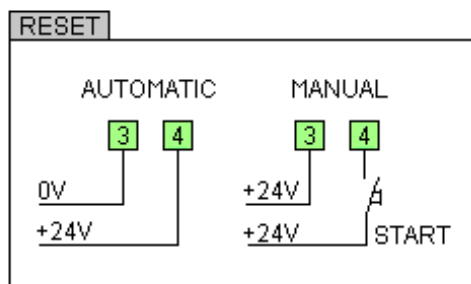 RESET
AUTOMATIC MANUAL
3 4 3 4
0V +24V
+24V +24V START